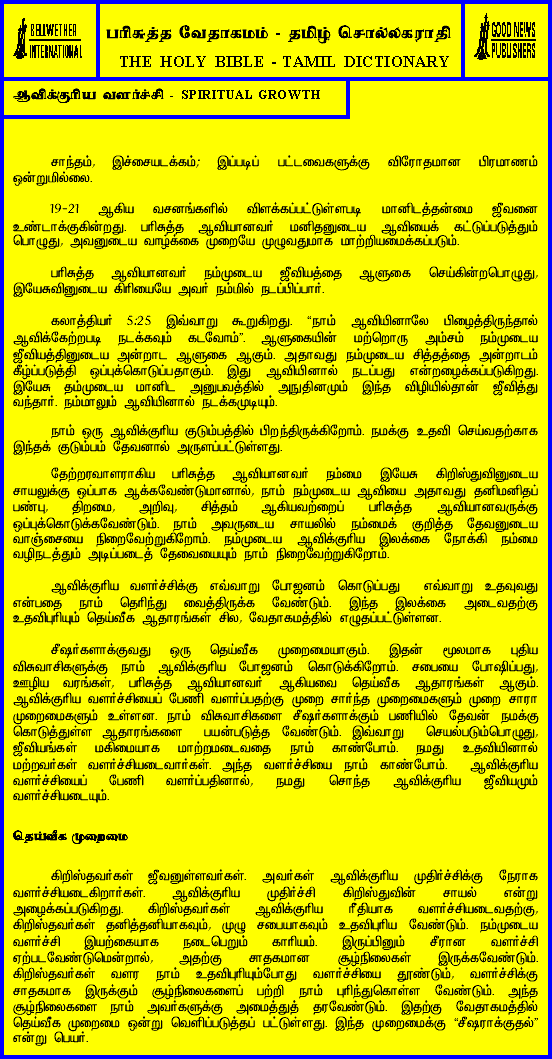 BELLWETHER
INTERNATIONAL
பரிசுத்த வேதாகமம் - தமிழ் சொல்லகராதி
THE HOLY BIBLE - TAMIL DICTIONARY
GOOD NEWS
PUBLISHERS
ஆவிக்குரிய வளர்ச்சி - SPIRITUAL GROWTH
சாந்தம், இச்சையடக்கம்; இப்படிப் பட்டவைகளுக்கு விரோதமான பிரமாணம்
ஒன்றுமில்லை.
19-21 ஆகிய வசனங்களில் விளக்கப்பட்டுள்ளபடி மானிடத்தன்மை ஜீவனை
உண்டாக்குகின்றது. பரிசுத்த ஆவியானவர் மனிதனுடைய ஆவியைக் கட்டுப்படுத்தும்
பொழுது, அவனுடைய வாழ்க்கை முறையே முழுவதுமாக மாற்றியமைக்கப்படும்.
பரிசுத்த ஆவியானவர் நம்முடைய ஜீவியத்தை ஆளுகை செய்கின்றபொழுது,
இயேசுவினுடைய கிரியையே அவர் நம்மில் நடப்பிப்பார்.
கலாத்தியர் 5:25 இவ்வாறு கூறுகிறது. “நாம் ஆவியினாலே பிழைத்திருந்தால்
ஆவிக்கேற்றபடி நடக்கவும் கடவோம்”. ஆளுகையின் மற்றொரு அம்சம் நம்முடைய
ஜீவியத்தினுடைய அன்றாட ஆளுகை ஆகும். அதாவது நம்முடைய சித்தத்தை அன்றாடம்
கீழ்ப்படுத்தி ஒப்புக்கொடுப்பதாகும். இது ஆவியினால் நடப்பது என்றழைக்கப்படுகிறது.
இயேசு தம்முடைய மானிட அனுபவத்தில் அநுதினமும் இந்த விழியில்தான் ஜீவித்து
வந்தார். நம்மாலும் ஆவியினால் நடக்கமுடியும்.
நாம் ஒரு ஆவிக்குரிய குடும்பத்தில் பிறந்திருக்கிறோம். நமக்கு உதவி செய்வதற்காக
இந்தக் குடும்பம் தேவனால் அருளப்பட்டுள்ளது.
தேற்றரவாளராகிய பரிசுத்த ஆவியானவர் நம்மை இயேசு கிறிஸ்துவினுடைய
சாயலுக்கு ஒப்பாக ஆக்கவேண்டுமானால், நாம் நம்முடைய ஆவியை அதாவது தனிமனிதப்
பண்பு, திறமை, அறிவு, சித்தம் ஆகியவற்றைப் பரிசுத்த ஆவியானவருக்கு
ஒப்புக்கொடுக்கவேண்டும். நாம் அவருடைய சாயலில் நம்மைக் குறித்த தேவனுடைய
வாஞ்சையை நிறைவேற்றுகிறோம். நம்முடைய ஆவிக்குரிய இலக்கை நோக்கி நம்மை
வழிநடத்தும் அடிப்படைத் தேவையையும் நாம் நிறைவேற்றுகிறோம்.
ஆவிக்குரிய வளர்ச்சிக்கு எவ்வாறு போஜனம் கொடுப்பது எவ்வாறு உதவுவது
என்பதை நாம் தெரிந்து வைத்திருக்க வேண்டும். இந்த இலக்கை அடைவதற்கு
உதவிபுரியும் தெய்வீக ஆதாரங்கள் சில, வேதாகமத்தில் எழுதப்பட்டுள்ளன.
சீஷர்களாக்குவது ஒரு தெய்வீக முறைமையாகும். இதன் மூலமாக புதிய
விசுவாசிகளுக்கு நாம் ஆவிக்குரிய போஜனம் கொடுக்கிறோம். சபையை போஷிப்பது,
ஊழிய வரங்கள், பரிசுத்த ஆவியானவர் ஆகியவை தெய்வீக ஆதாரங்கள் ஆகும்.
ஆவிக்குரிய வளர்ச்சியைப் பேணி வளர்ப்பதற்கு முறை சார்ந்த முறைமைகளும் முறை சாரா
முறைமைகளும் உள்ளன. நாம் விசுவாசிகளை சீஷர்களாக்கும் பணியில் தேவன் நமக்கு
கொடுத்துள்ள ஆதாரங்களை பயன்படுத்த வேண்டும். இவ்வாறு செயல்படும்பொழுது,
ஜீவியங்கள் மகிமையாக மாற்றமடைவதை நாம் காண்போம். நமது உதவியினால்
மற்றவர்கள் வளர்ச்சியடைவார்கள். அந்த வளர்ச்சியை நாம் காண்போம். ஆவிக்குரிய
வளர்ச்சியைப் பேணி வளர்ப்பதினால், நமது சொந்த ஆவிக்குரிய ஜீவியமும்
வளர்ச்சியடையும்.
தெய்வீக முறைமை
கிறிஸ்தவர்கள் ஜீவனுள்ளவர்கள். அவர்கள் ஆவிக்குரிய முதிர்ச்சிக்கு நேராக
வளர்ச்சியடைகிறார்கள். ஆவிக்குரிய முதிர்ச்சி கிறிஸ்துவின் சாயல் என்று
அழைக்கப்படுகிறது. கிறிஸ்தவர்கள் ஆவிக்குரிய ரீதியாக வளர்ச்சியடைவதற்கு,
கிறிஸ்தவர்கள் தனித்தனியாகவும், முழு சபையாகவும் உதவிபுரிய வேண்டும். நம்முடைய
வளர்ச்சி இயற்கையாக நடைபெறும் காரியம். இருப்பினும் சீரான வளர்ச்சி
ஏற்படவேண்டுமென்றால், அதற்கு சாதகமான சூழ்நிலைகள் இருக்கவேண்டும்.
கிறிஸ்தவர்கள் வளர நாம் உதவிபுரியும்போது வளர்ச்சியை தூண்டும், வளர்ச்சிக்கு
சாதகமாக இருக்கும் சூழ்நிலைகளைப் பற்றி நாம் புரிந்துகொள்ள வேண்டும். அந்த
சூழ்நிலைகளை நாம் அவர்களுக்கு அமைத்துத் தரவேண்டும். இதற்கு வேதாகமத்தில்
தெய்வீக முறைமை ஒன்று வெளிப்படுத்தப் பட்டுள்ளது. இந்த முறைமைக்கு “சீஷராக்குதல்”
என்று பெயர்.